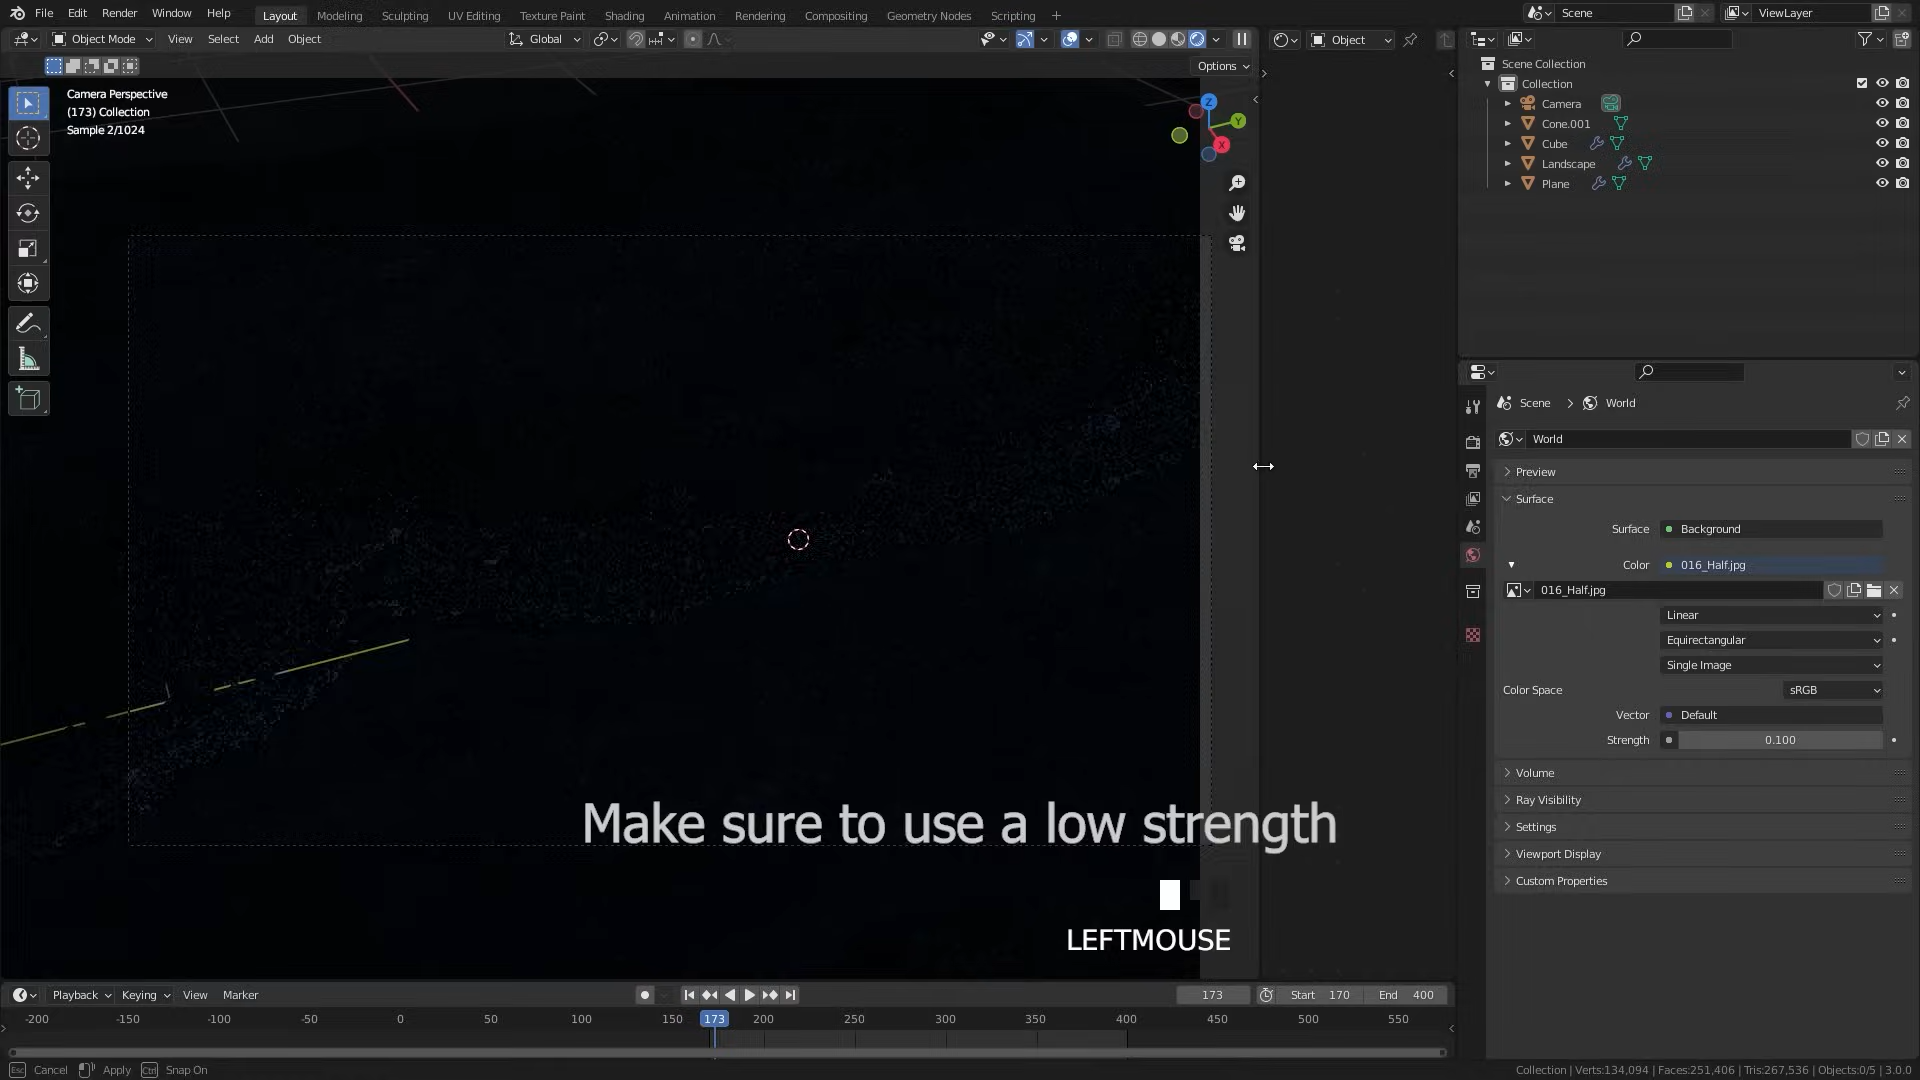 File Edit Render Window Help Layout Modeling Sculpting UV Editing Texture Paint Shading Animation Rendering Compositing Geometry Nodes Scripting + Scene ViewLayer
Object Mode View Select Add Object Global Object
Options
Camera Perspective
(173) Collection
Sample 2/1024
Z
Y
X
Scene Collection
Collection
Camera
Cone.001
Cube
Landscape
Plane
Scene World
World
Preview
Surface
Surface Background
Color 016_Half.jpg
016_Half.jpg
Linear
Equirectangular
Single Image
Color Space sRGB
Vector Default
Strength 0.100
Volume
Ray Visibility
Settings
Viewport Display
Custom Properties
Make sure to use a low strength
LEFTMOUSE
Playback Keying View Marker 173 Start 170 End 400
-200 -150 -100 -50 0 50 100 150 173 200 250 300 350 400 450 500 550
Esc Cancel Apply Ctrl Snap On Collection | Verts:134,094 | Faces:251,406 | Tris:267,536 | Objects:0/5 | 3.0.0